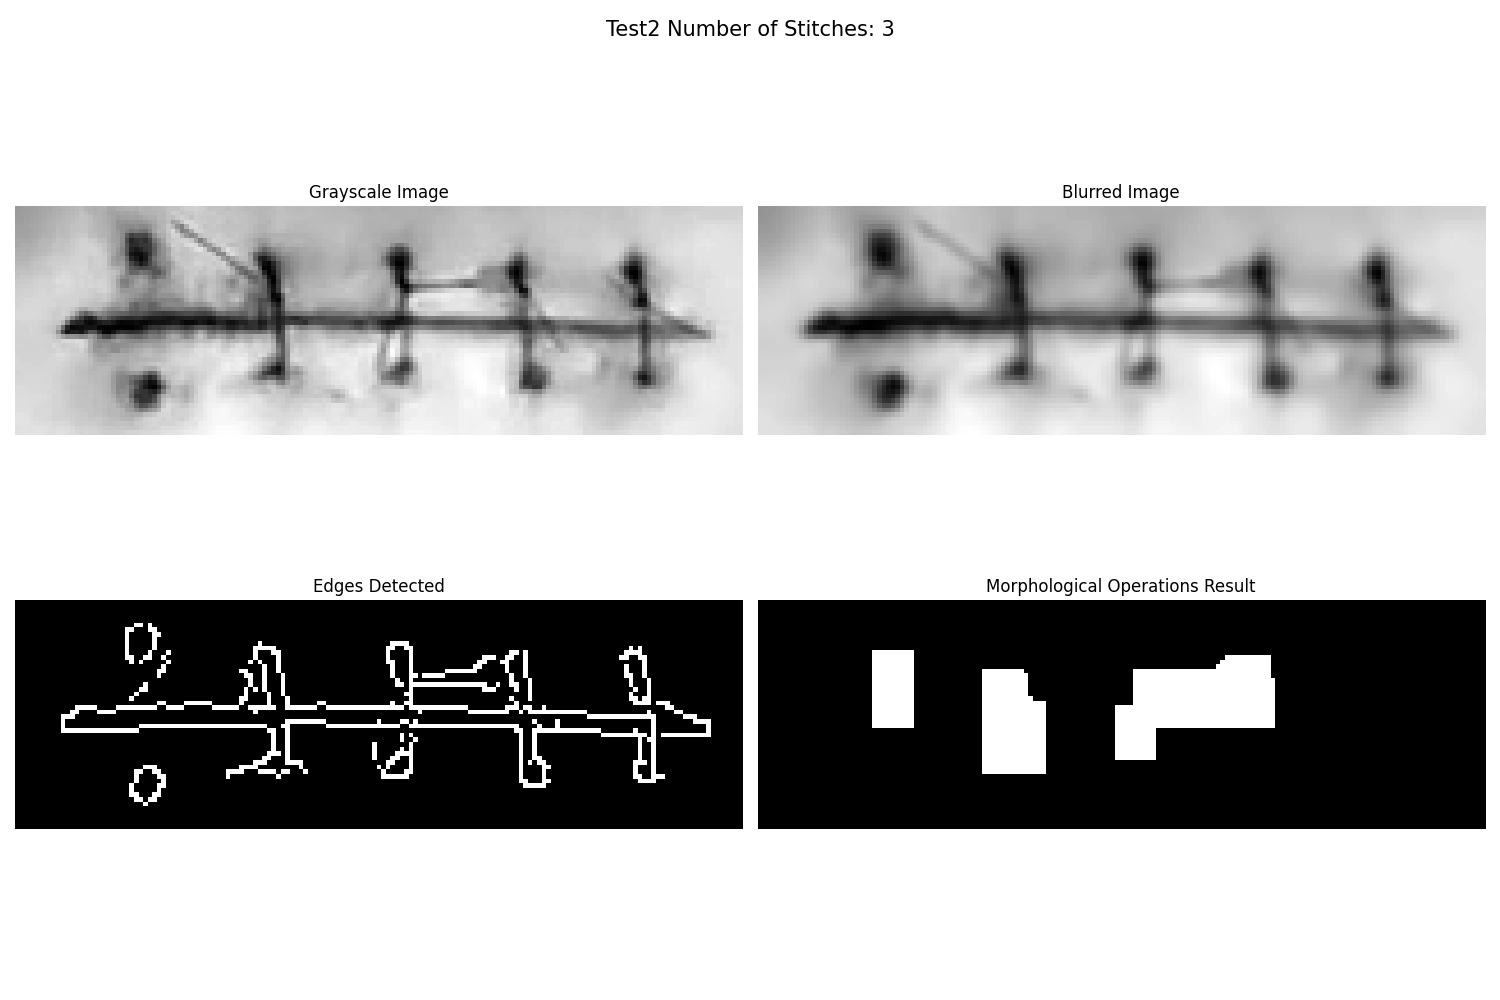 Test2 Number of Stitches: 3
Grayscale Image
Blurred Image
Edges Detected
Morphological Operations Result